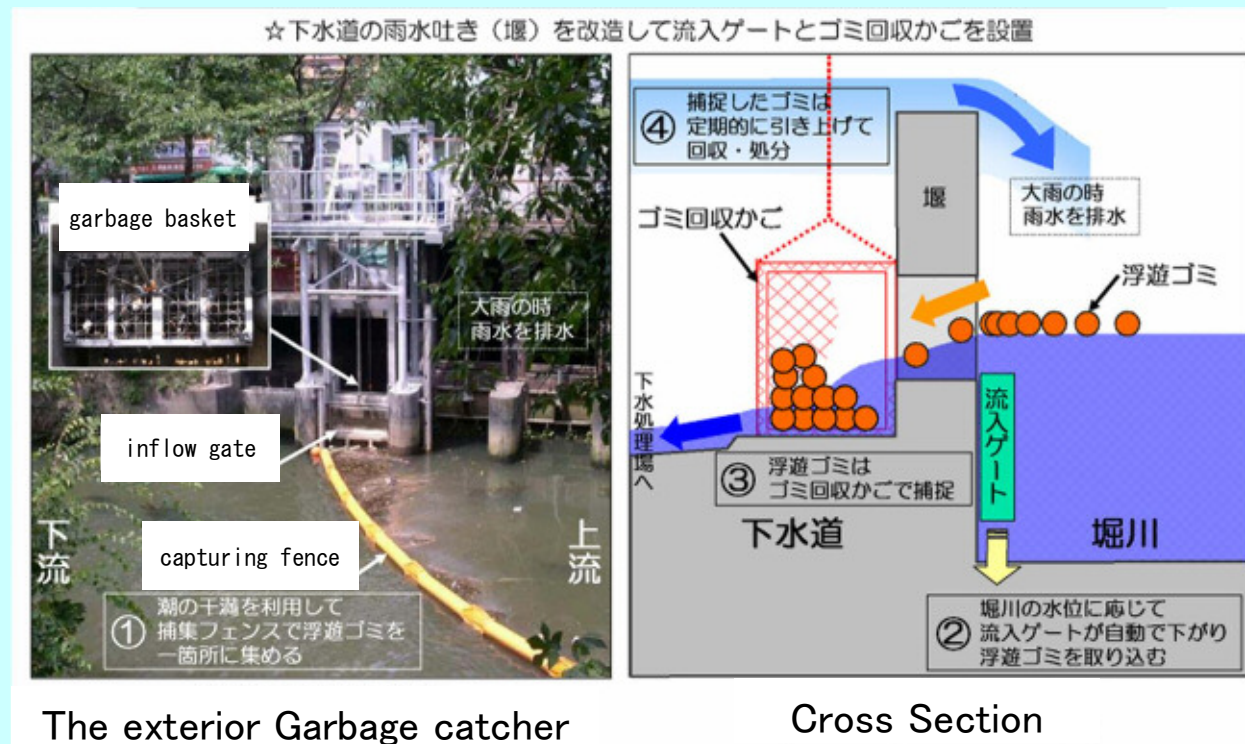 ☆下水道の雨水吐き（堰）を改造して流入ゲートとゴミ回収かごを設置
garbage basket
大雨の時
雨水を排水
inflow gate
capturing fence
下流
上流
①潮の干満を利用して
捕集フェンスで浮遊ゴミを
一箇所に集める
The exterior Garbage catcher
④捕捉したゴミは
定期的に引き上げて
回収・処分
堰
大雨の時
雨水を排水
ゴミ回収かご
浮遊ゴミ
下水処理場へ
流入ゲート
③浮遊ゴミは
ゴミ回収かごで捕捉
下水道
堀川
②堀川の水位に応じて
流入ゲートが自動で下がり
浮遊ゴミを取り込む
Cross Section